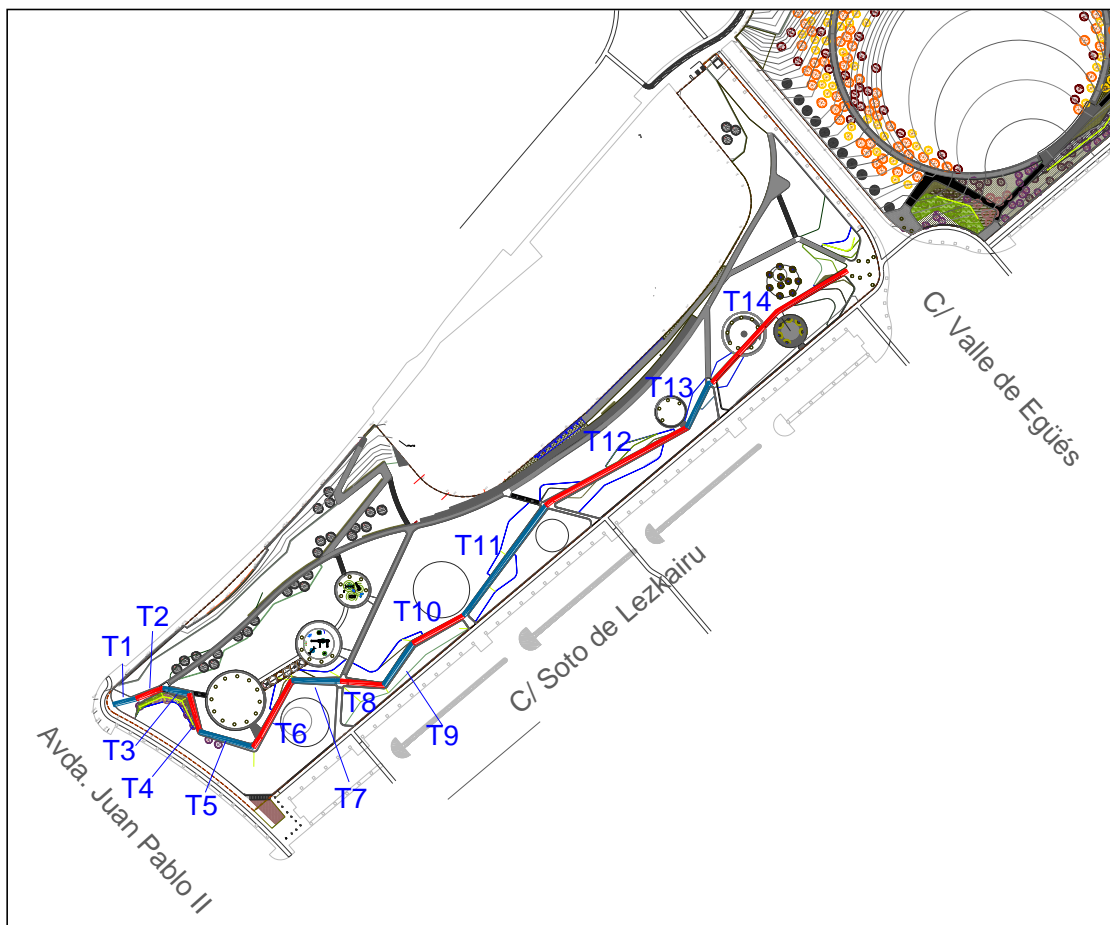 T14
C/ Valle de Egüés
T13
T12
T11
C/ Soto de Lezkairu
T10
T2
T1
T8
T6
T9
T3
T4
T5
T7
Avda. Juan Pablo II